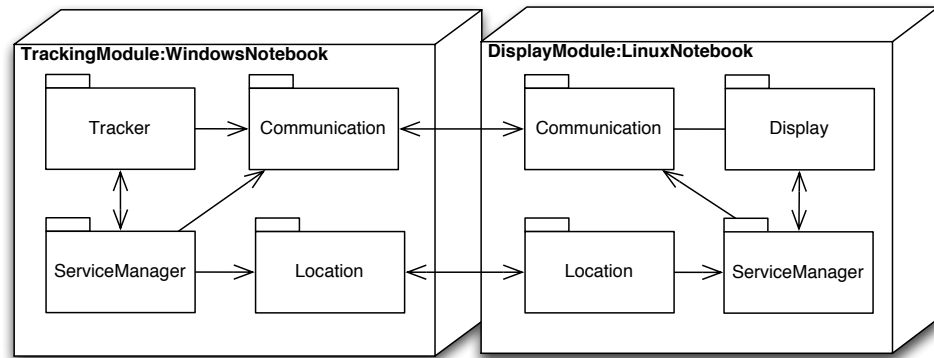 TrackingModule:WindowsNotebook
DisplayModule:LinuxNotebook
Tracker
Communication
Communication
Display
ServiceManager
Location
Location
ServiceManager